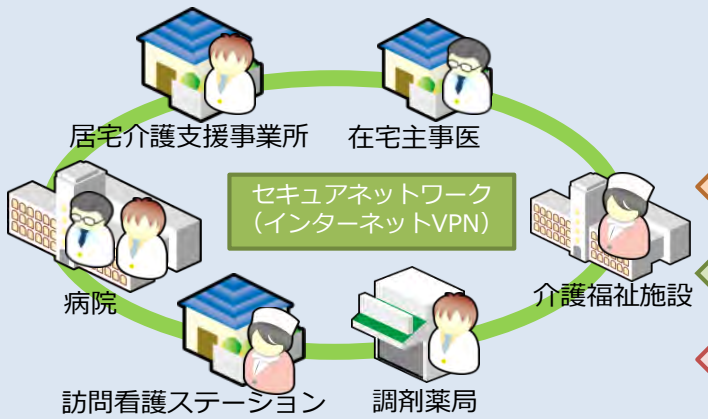 居宅介護支援事業所
在宅主事医
セキュアネットワーク
（インターネットVPN）
病院
介護福祉施設
訪問看護ステーション
調剤薬局